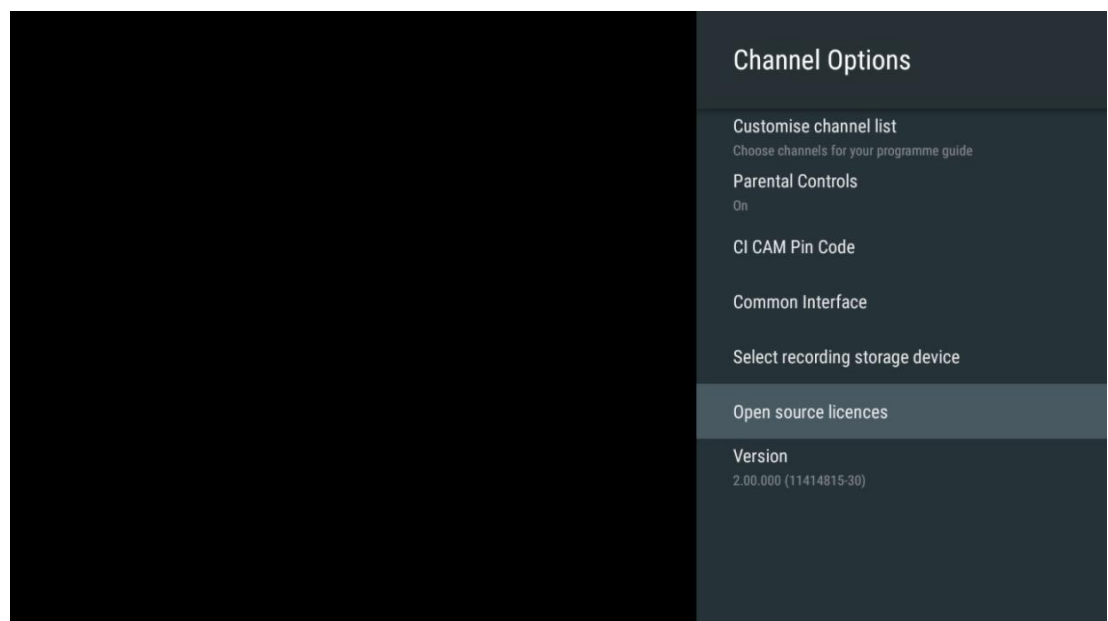 Channel Options
Customise channel list
Choose channels for your programme guide
Parental Controls
On
CI CAM Pin Code
Common Interface
Select recording storage device
Open source licences
Version
2.00.000 (11414815-30)